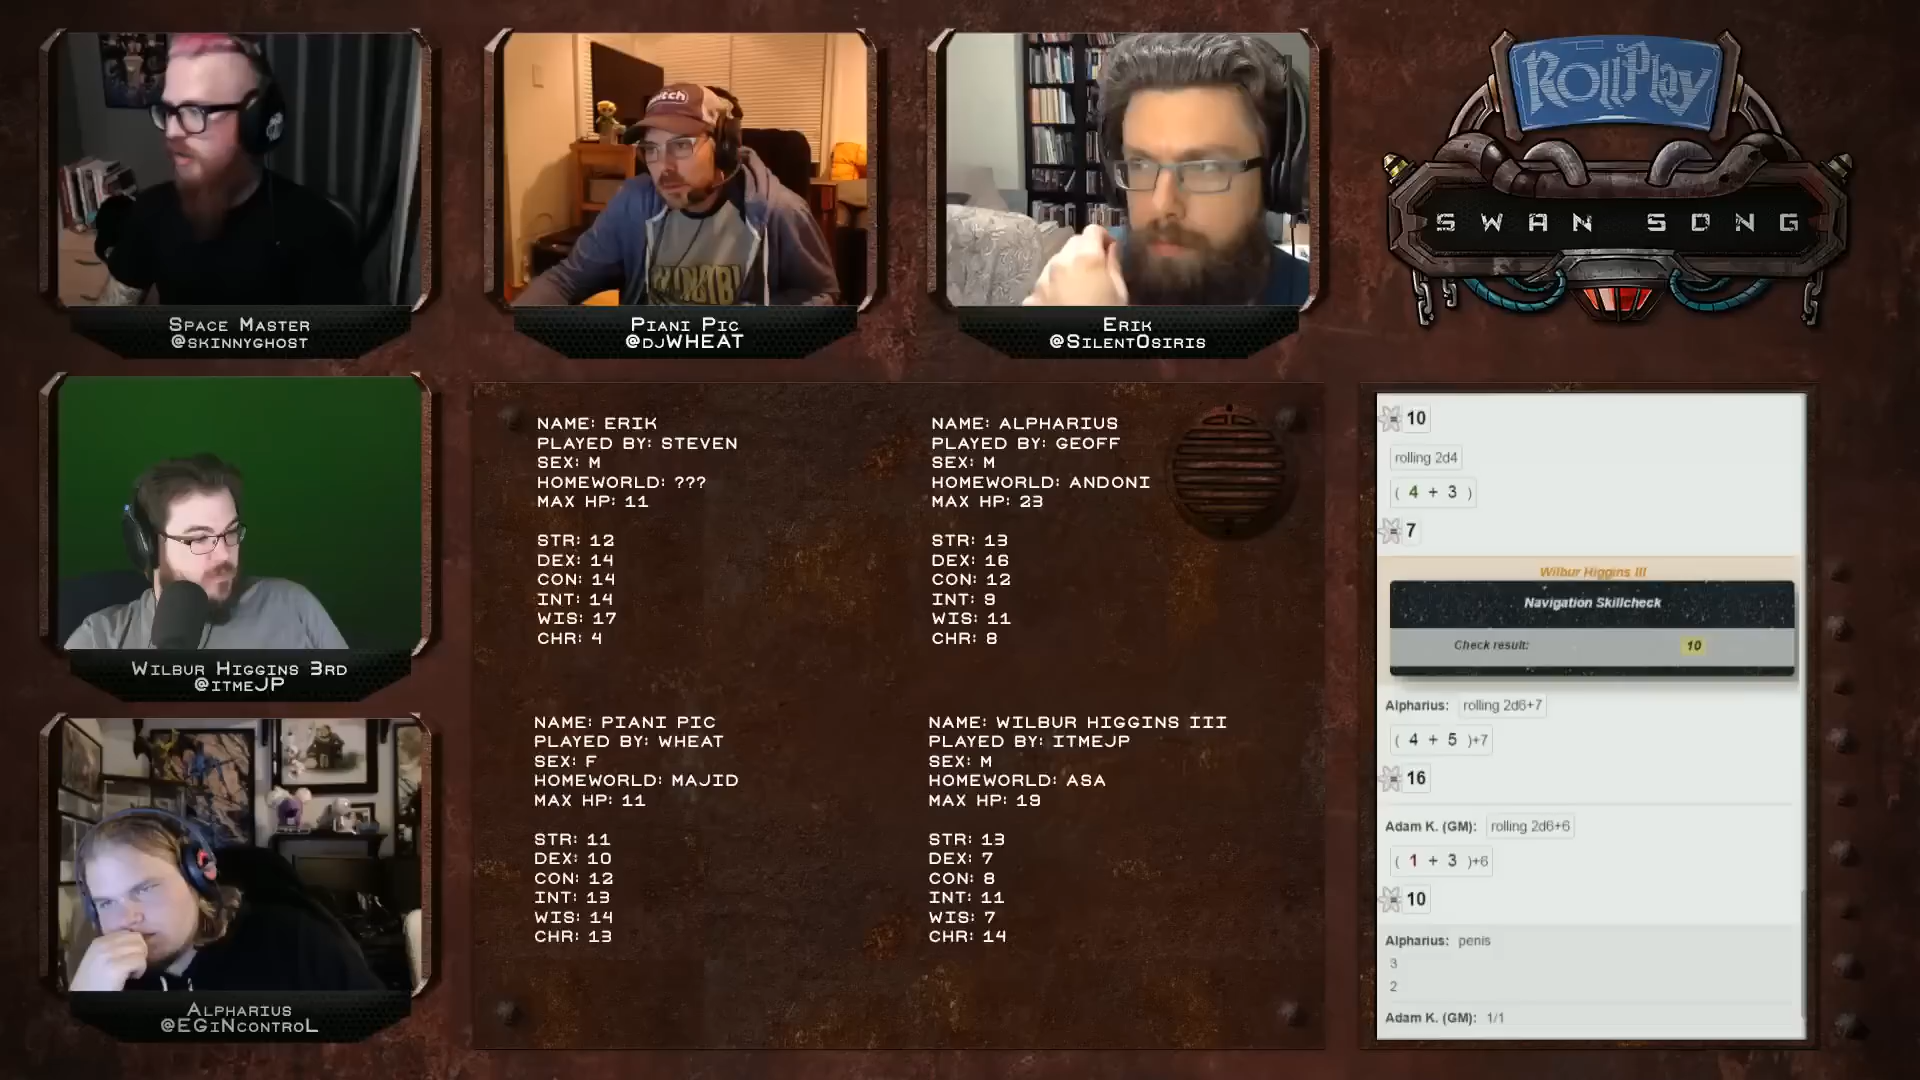 ROLLPLAY
SWAN SONG
SPACE MASTER
@SKINNYGHOST
PIANI PIC
@DJWHEAT
ERIK
@SILENTOSIRIS
WILBUR HIGGINS 3RD
@ITMEJP
ALPHARIUS
@EGINCONTROL
NAME: ERIK
PLAYED BY: STEVEN
SEX: M
HOMEWORLD: ???
MAX HP: 11
STR: 12
DEX: 14
CON: 14
INT: 14
WIS: 17
CHR: 4
NAME: ALPHARIUS
PLAYED BY: GEOFF
SEX: M
HOMEWORLD: ANDONI
MAX HP: 23
STR: 13
DEX: 16
CON: 12
INT: 9
WIS: 11
CHR: 8
NAME: PIANI PIC
PLAYED BY: WHEAT
SEX: F
HOMEWORLD: MAJID
MAX HP: 11
STR: 11
DEX: 10
CON: 12
INT: 13
WIS: 14
CHR: 13
NAME: WILBUR HIGGINS III
PLAYED BY: ITMEJP
SEX: M
HOMEWORLD: ASA
MAX HP: 19
STR: 13
DEX: 7
CON: 8
INT: 11
WIS: 7
CHR: 14
= 10
rolling 2d4
( 4 + 3 )
= 7
Wilbur Higgins III
Navigation Skillcheck
Check result: 10
Alpharius: rolling 2d6+7
( 4 + 5 )+7
= 16
Adam K. (GM): rolling 2d6+6
( 1 + 3 )+6
= 10
Alpharius: penis
3
2
Adam K. (GM): 1/1